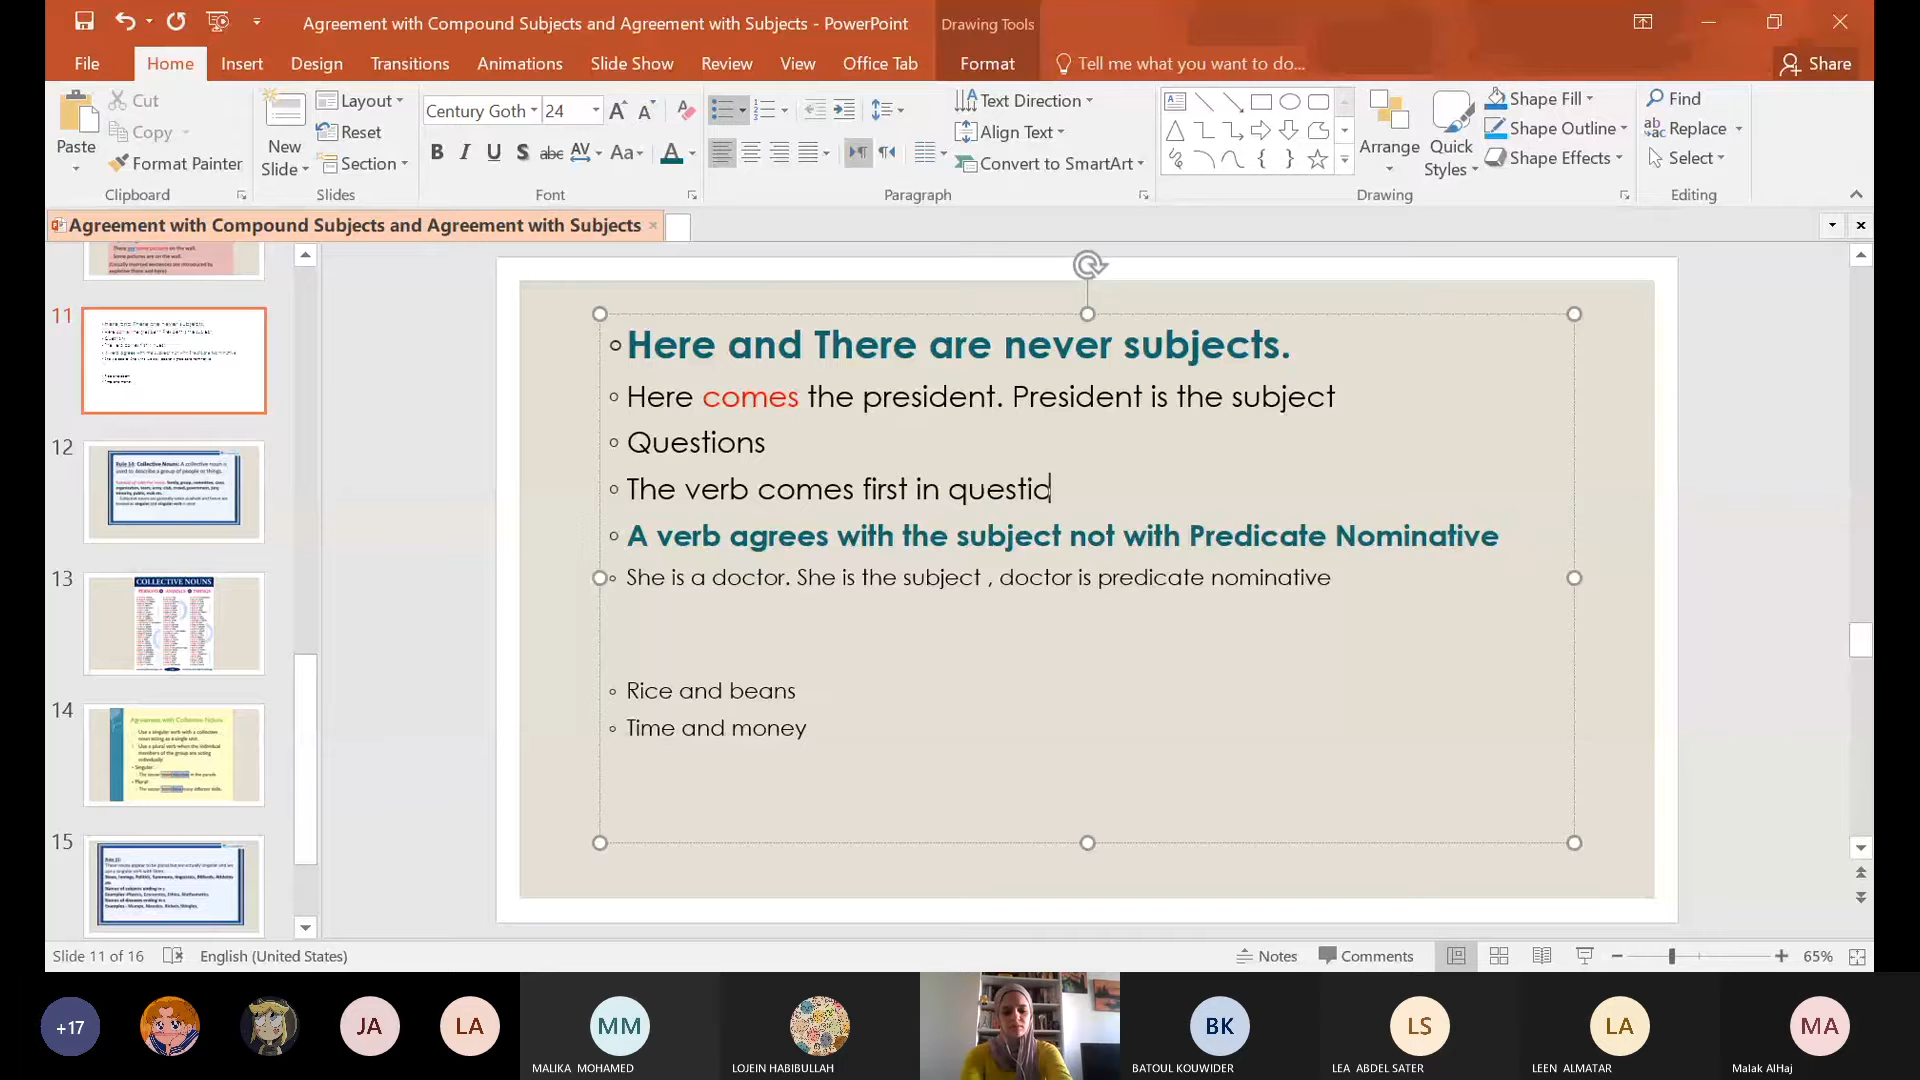 Agreement with Compound Subjects and Agreement with Subjects - PowerPoint
Drawing Tools
File Home Insert Design Transitions Animations Slide Show Review View Office Tab Format Tell me what you want to do... Share
Paste
Cut
Copy
Format Painter
Clipboard
New Slide
Layout
Reset
Section
Slides
Century Goth 24
B I U S abc AV Aa A
Font
Text Direction
Align Text
Convert to SmartArt
Paragraph
Arrange
Quick Styles
Shape Fill
Shape Outline
Shape Effects
Drawing
Find
Replace
Select
Editing
Agreement with Compound Subjects and Agreement with Subjects
11
12
13
COLLECTIVE NOUNS
14
Agreement with Collective Nouns
15
Here and There are never subjects.
Here comes the president. President is the subject
Questions
The verb comes first in questio
A verb agrees with the subject not with Predicate Nominative
She is a doctor. She is the subject , doctor is predicate nominative
Rice and beans
Time and money
Slide 11 of 16 English (United States) Notes Comments 65%
+17 JA LA MM BK LS LA MA
MALIKA MOHAMED LOJEIN HABIBULLAH BATOUL KOUWIDER LEA ABDEL SATER LEEN ALMATAR Malak AlHaj